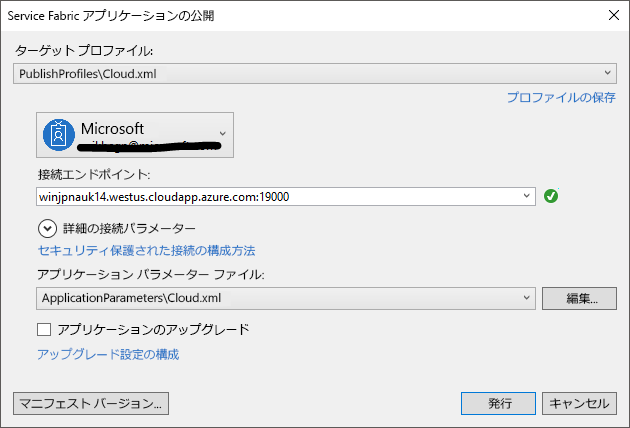 Service Fabric アプリケーションの公開
ターゲット プロファイル:
PublishProfiles\Cloud.xml
プロファイルの保存
Microsoft
接続エンドポイント:
winjpnauk14.westus.cloudapp.azure.com:19000
詳細の接続パラメーター
セキュリティ保護された接続の構成方法
アプリケーション パラメーター ファイル:
ApplicationParameters\Cloud.xml
編集...
アプリケーションのアップグレード
アップグレード設定の構成
マニフェスト バージョン...
発行
キャンセル